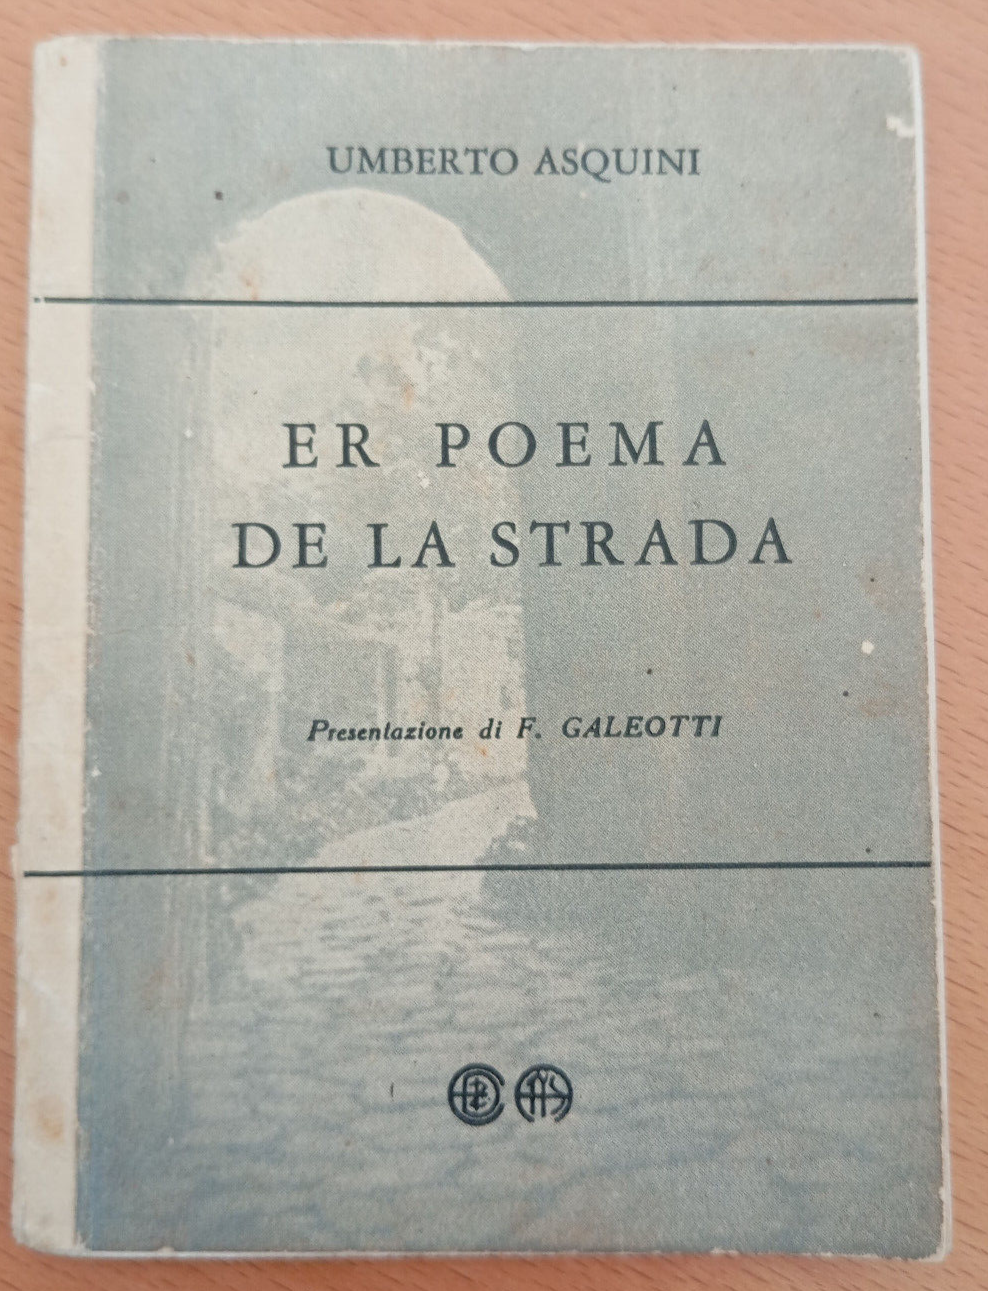 UMBERTO ASQUINI
ER POEMA
DE LA STRADA
Presentazione di F. GALEOTTI